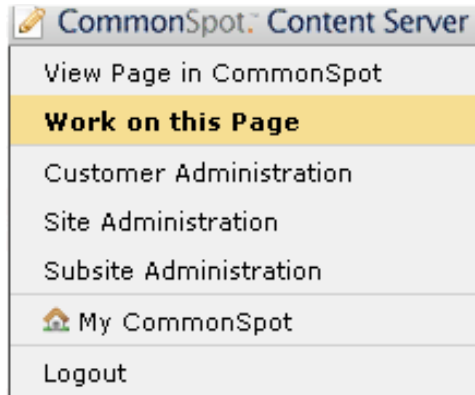 CommonSpot.™ Content Server
View Page in CommonSpot
Work on this Page
Customer Administration
Site Administration
Subsite Administration
My CommonSpot
Logout